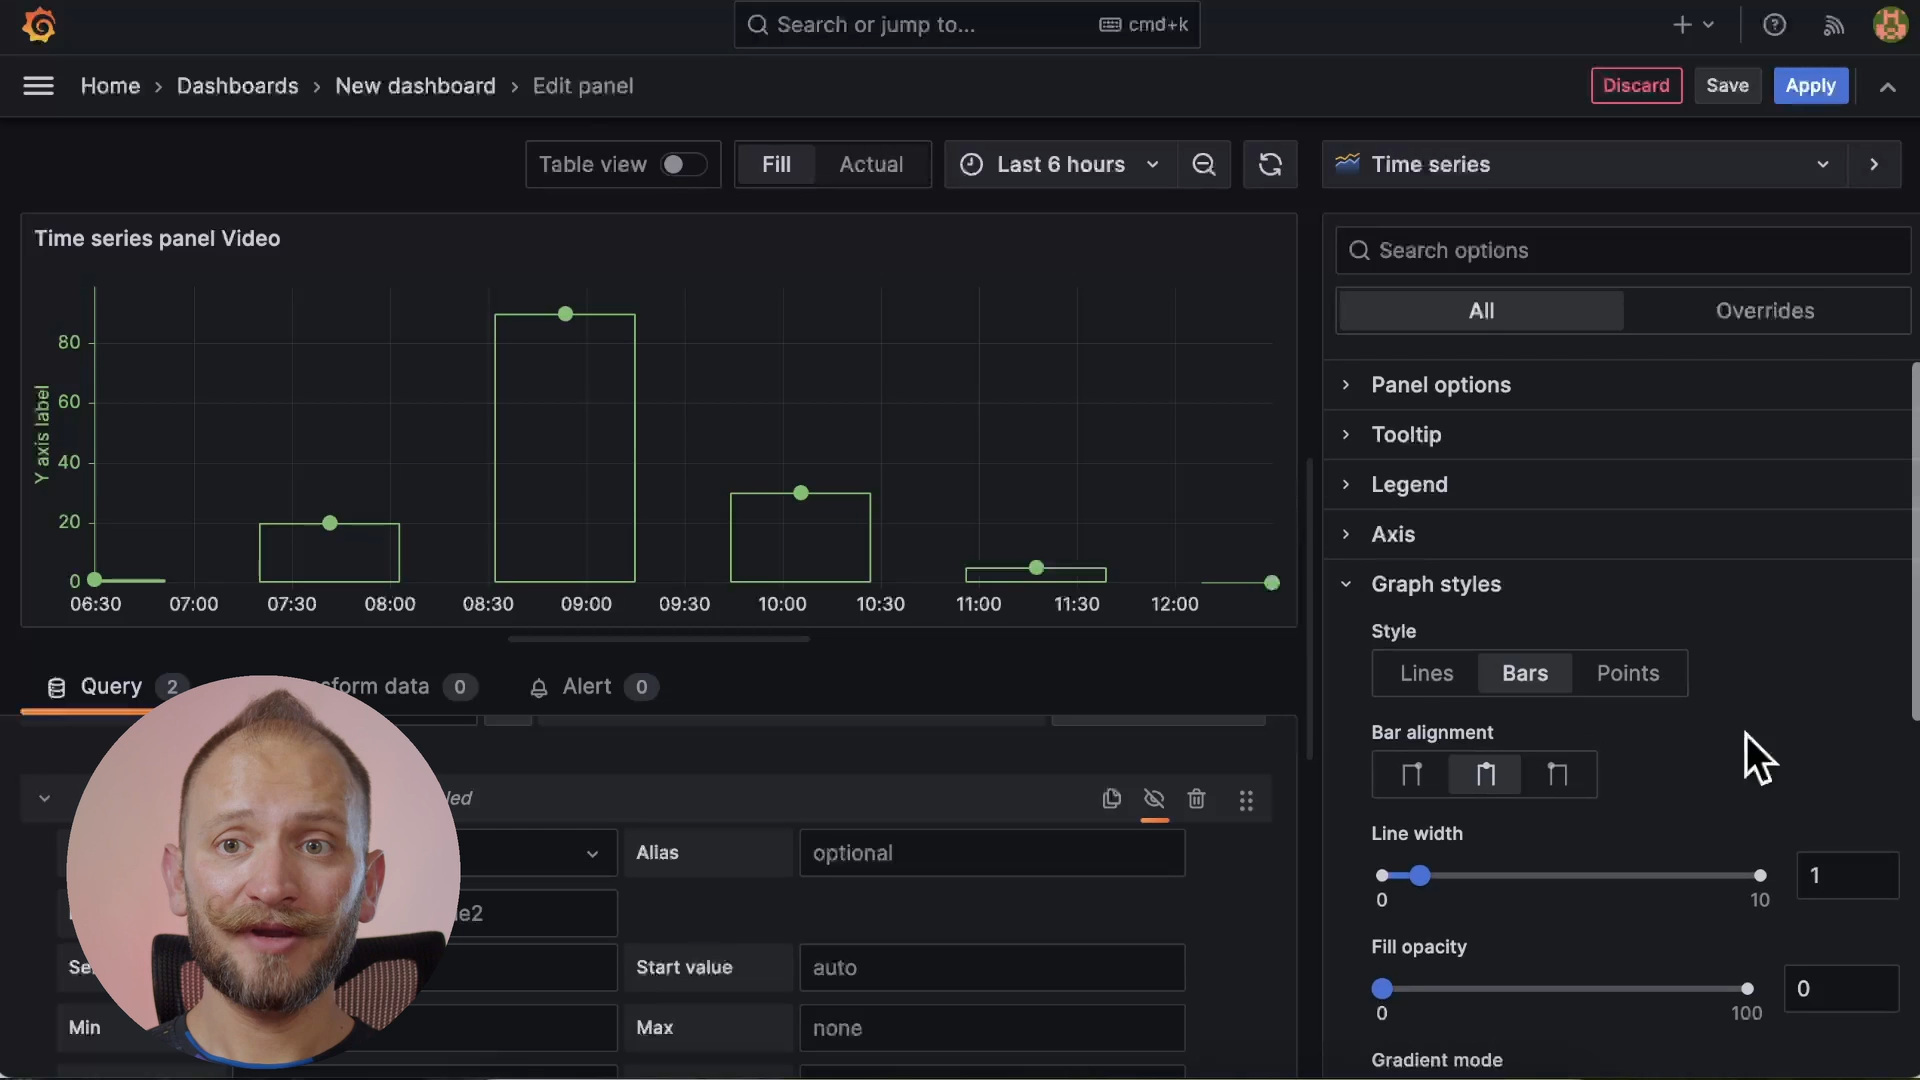 Search or jump to... cmd+k
Home › Dashboards › New dashboard › Edit panel Discard Save Apply
Table view Fill Actual Last 6 hours Time series
Time series panel Video
Search options
All Overrides
Y axis label
80
60
40
20
0
06:30 07:00 07:30 08:00 08:30 09:00 09:30 10:00 10:30 11:00 11:30 12:00
Panel options
Tooltip
Legend
Axis
Graph styles
Style
Lines Bars Points
Bar alignment
Line width
1
0 10
Fill opacity
0
0 100
Gradient mode
Query 2 sform data 0 Alert 0
led
Alias optional
e2
Se Start value auto
Min Max none